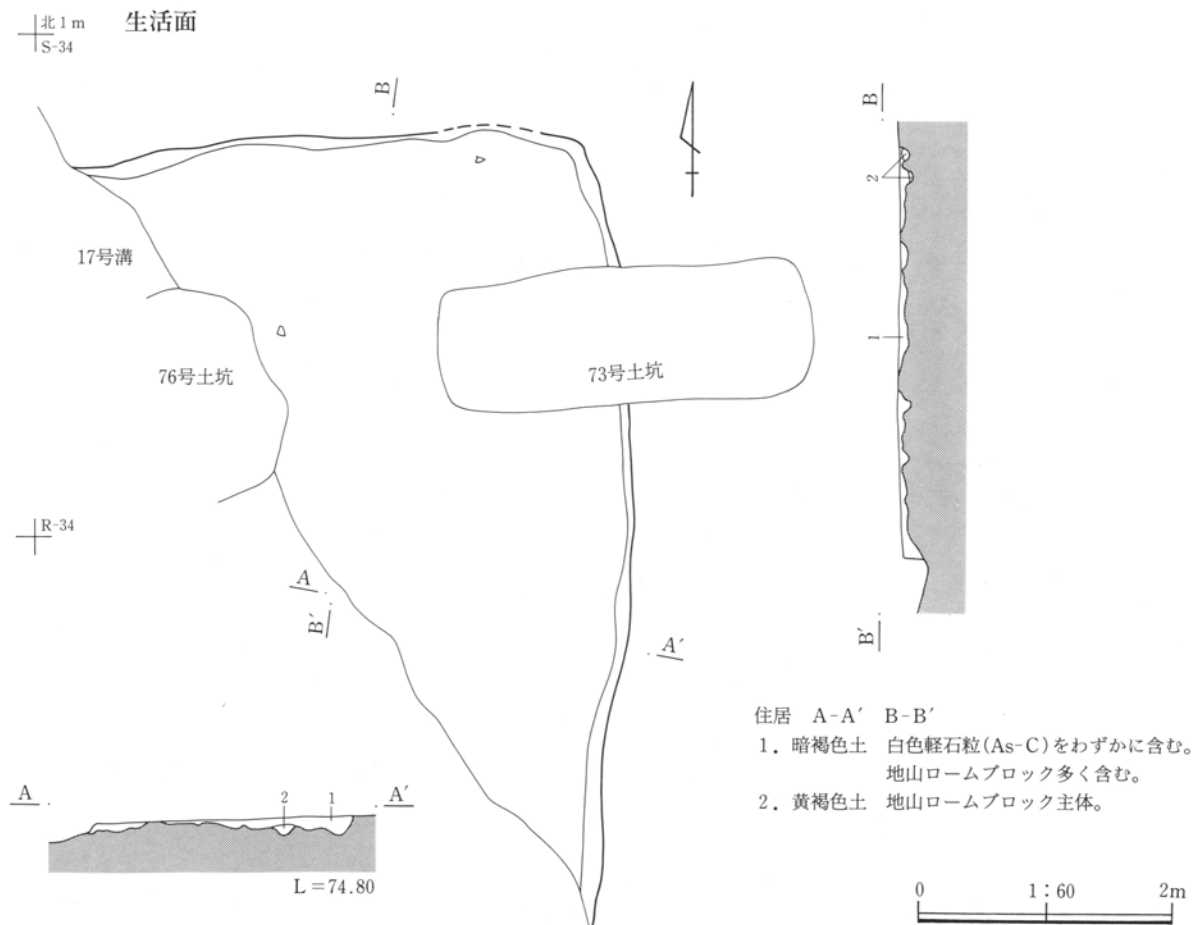 北1m
S-34
生活面
B
B
17号溝
2
76号土坑
73号土坑
1
R-34
A
B′
A′
B′
住居 A-A′ B-B′
1. 暗褐色土 白色軽石粒(As-C)をわずかに含む。
地山ロームブロック多く含む。
2. 黄褐色土 地山ロームブロック主体。
A
2
1
A′
L=74.80
0
1:60
2m